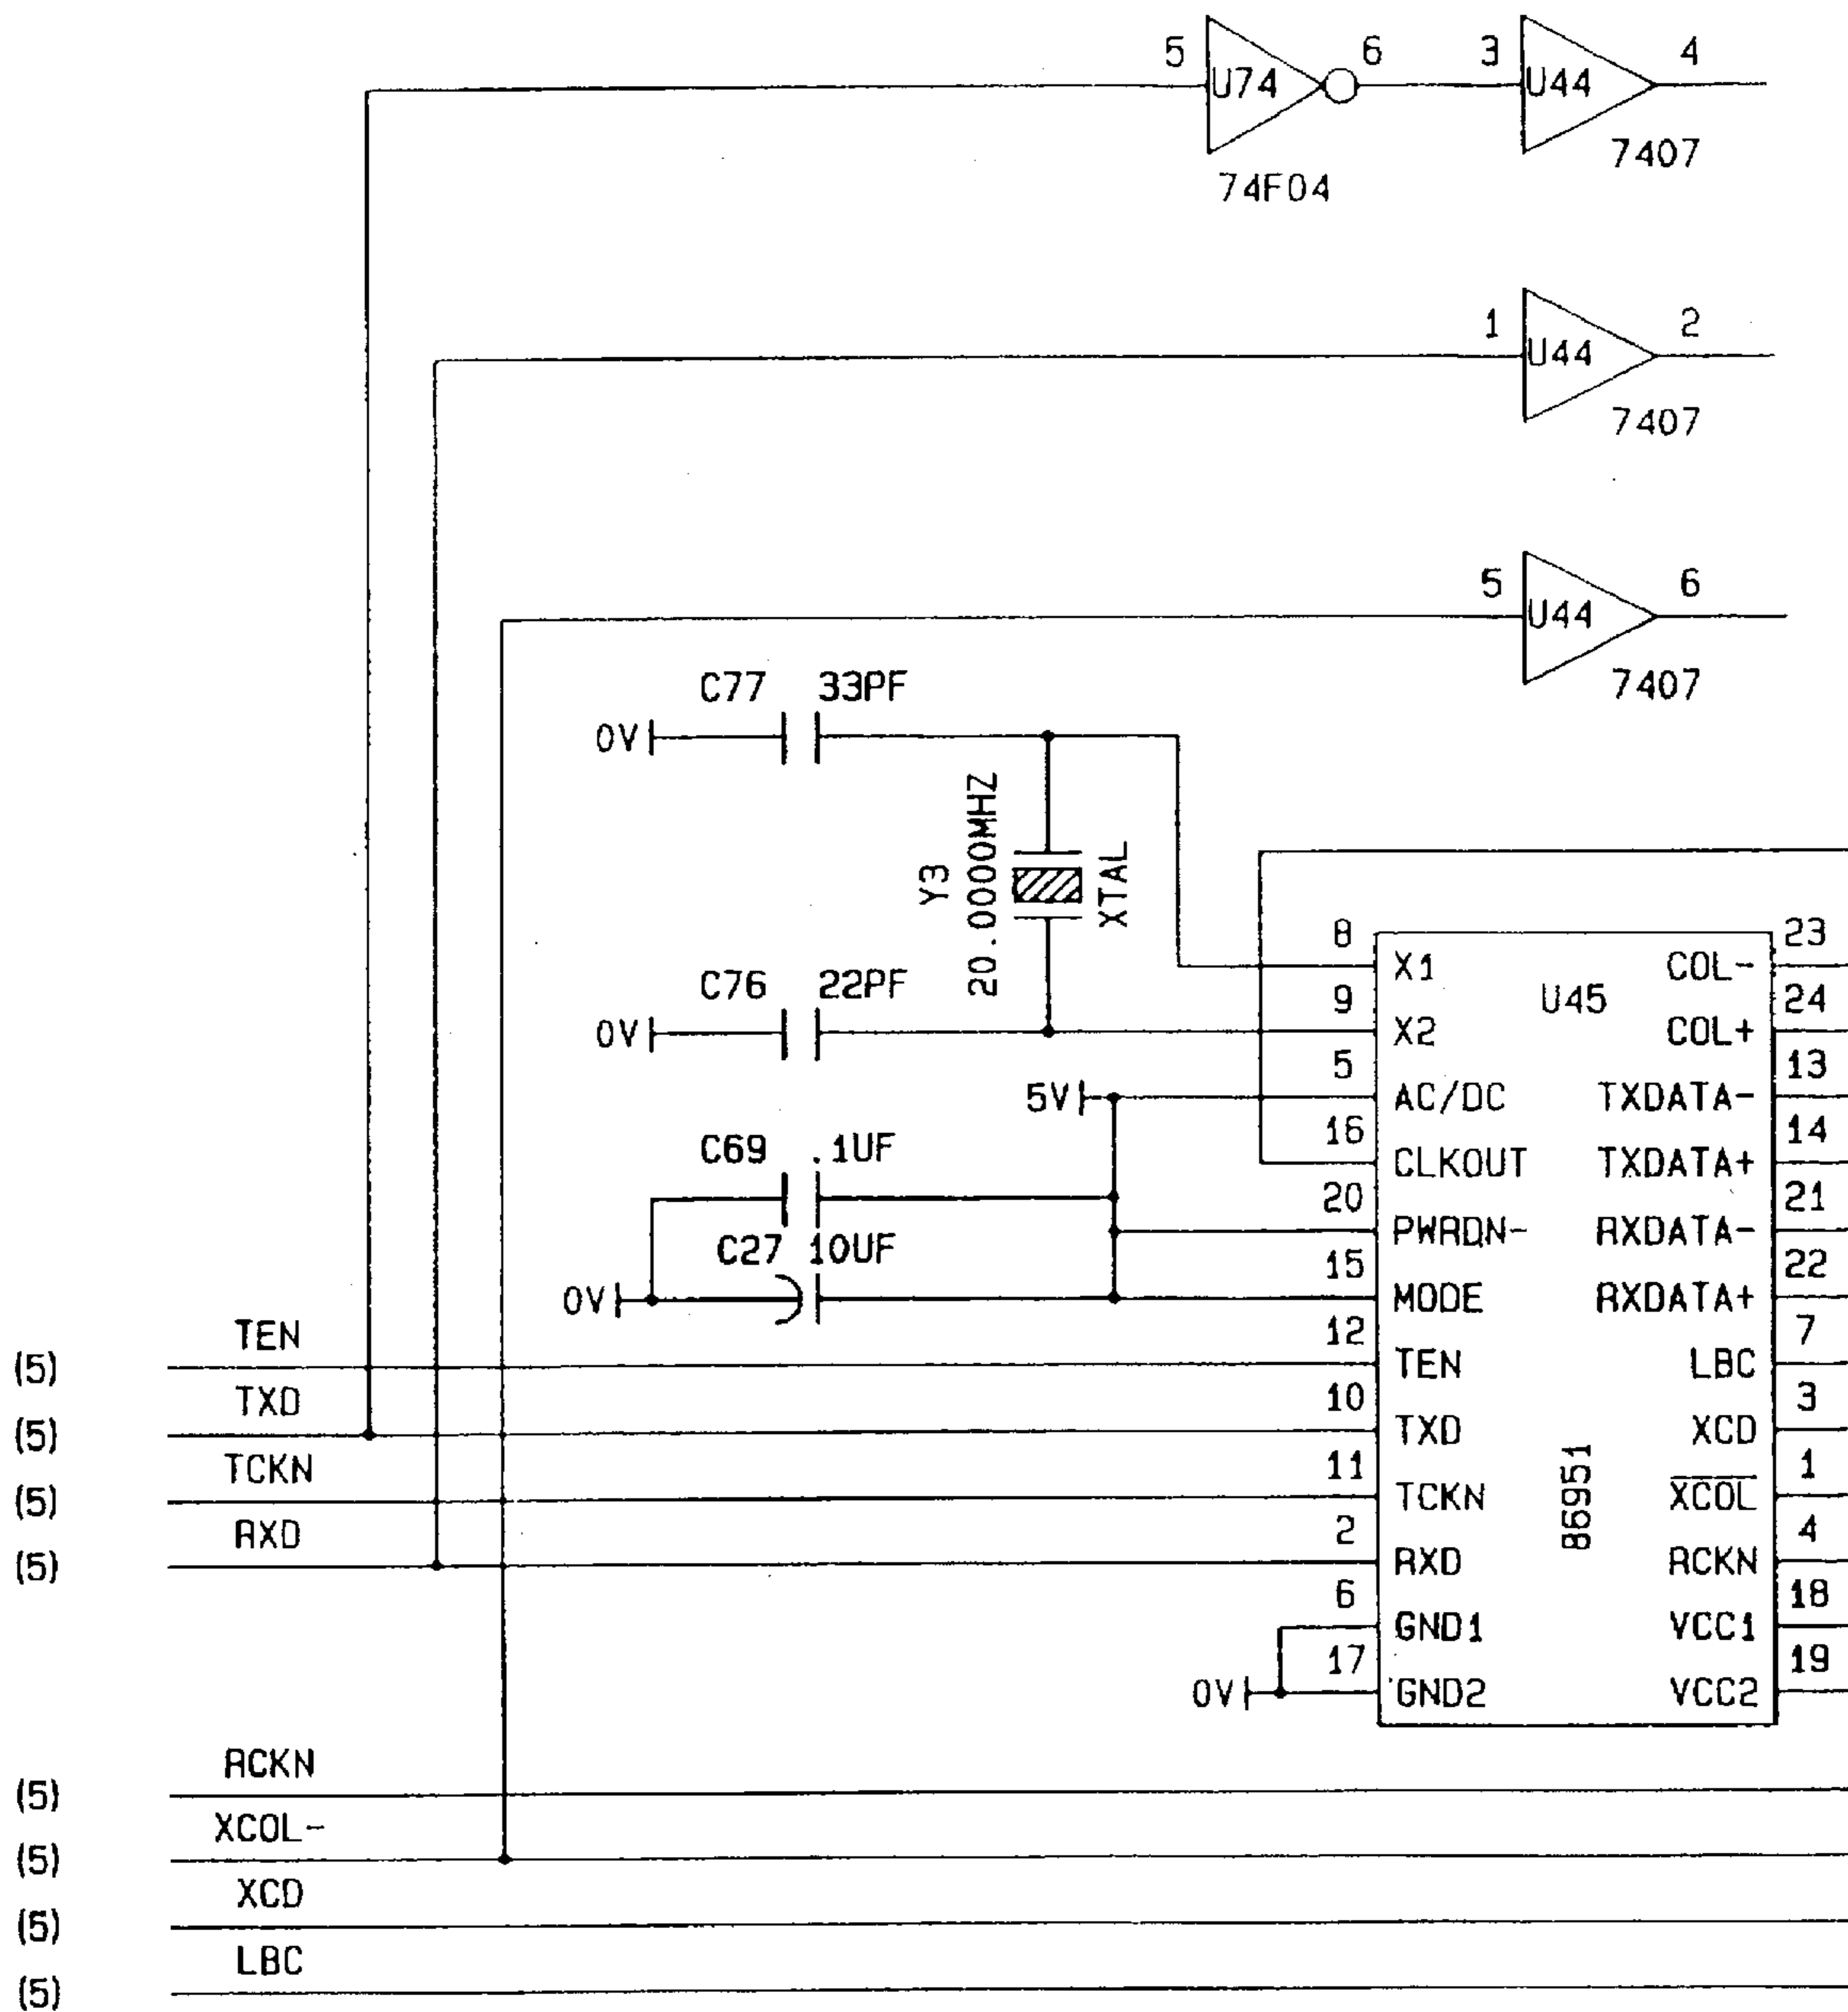 5 U74 6 3 U44 4
7407
74F04
1 U44 2
7407
5 U44 6
7407
C77 33PF
0V
Y3
20.0000MHZ
XTAL
C76 22PF
0V
5V
C69 .1UF
C27 10UF
0V
U45
86951
8 X1 COL- 23
9 X2 COL+ 24
5 AC/DC TXDATA- 13
16 CLKOUT TXDATA+ 14
20 PWRDN- RXDATA- 21
15 MODE RXDATA+ 22
12 TEN LBC 7
10 TXD XCD 3
11 TCKN XCOL 1
2 RXD RCKN 4
6 GND1 VCC1 18
17 GND2 VCC2 19
0V
(5) TEN
(5) TXD
(5) TCKN
(5) RXD
(5) RCKN
(5) XCOL-
(5) XCD
(5) LBC